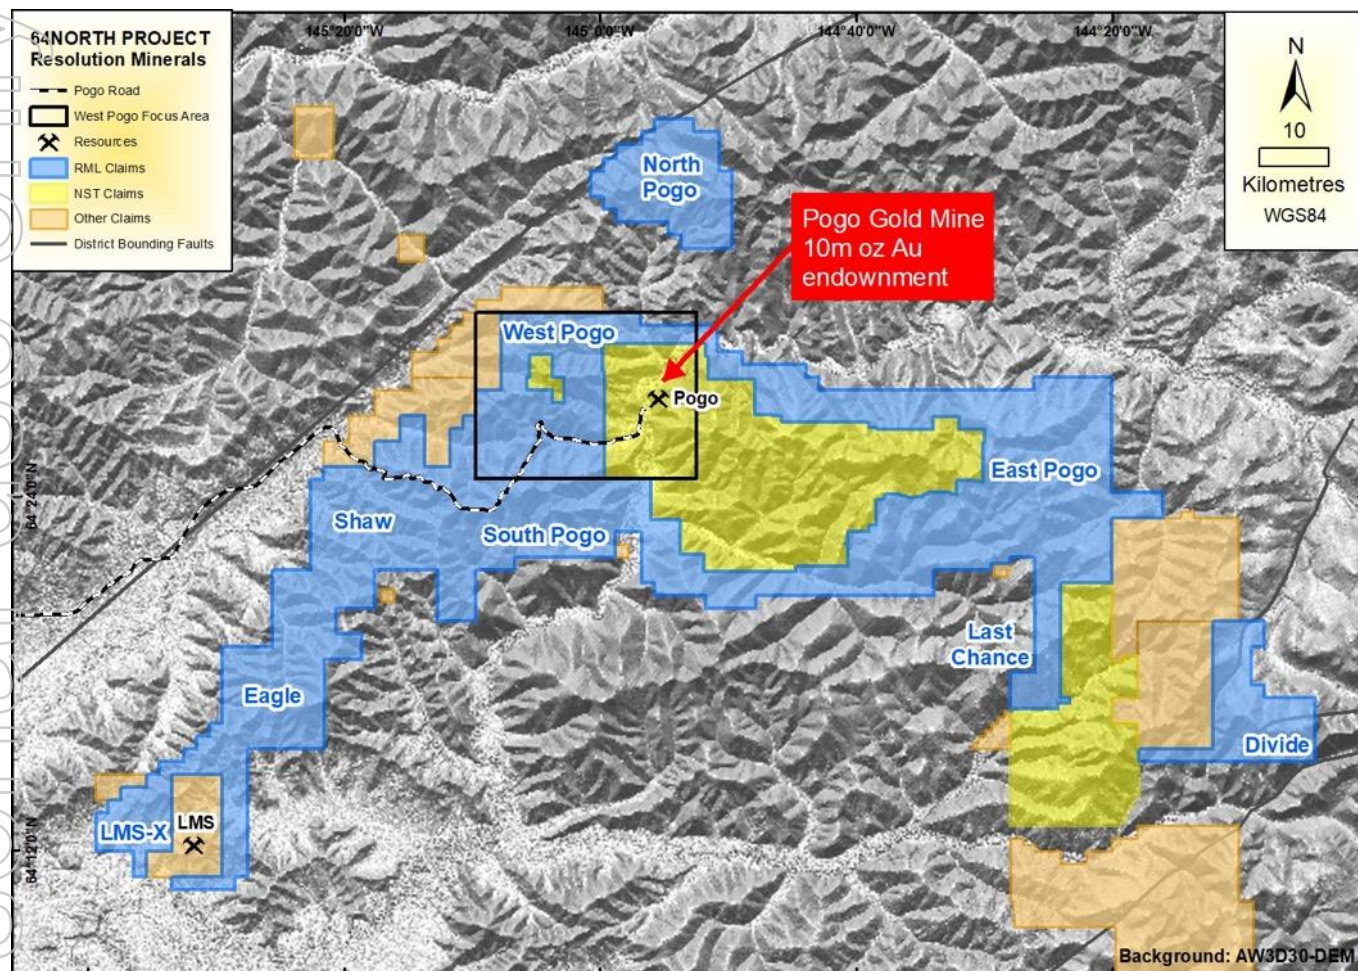 64NORTH PROJECT
Resolution Minerals
Pogo Road
West Pogo Focus Area
Resources
RML Claims
NST Claims
Other Claims
District Bounding Faults
145°20'0"W
145°0'0"W
144°40'0"W
144°20'0"W
N
10
Kilometres
WGS84
North
Pogo
Pogo Gold Mine
10m oz Au
endownment
West Pogo
Pogo
East Pogo
64°24'0"N
Shaw
South Pogo
Last
Chance
Eagle
Divide
LMS-X
LMS
64°12'0"N
Background: AW3D30-DEM